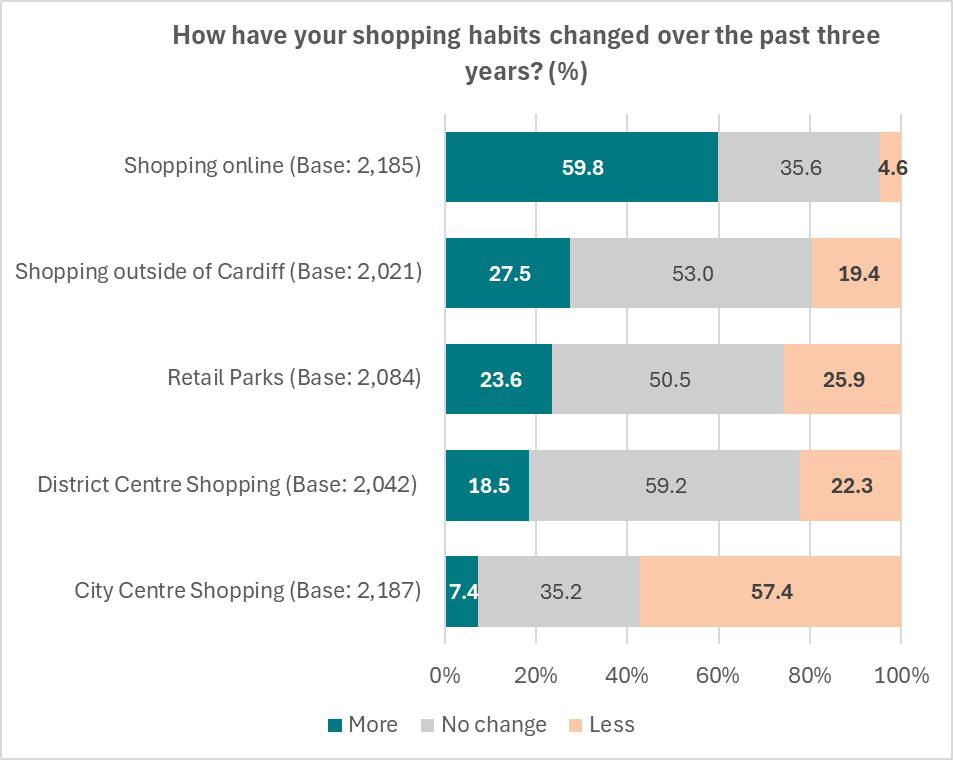 How have your shopping habits changed over the past three
years? (%)
Shopping online (Base: 2,185)
59.8
35.6
4.6
Shopping outside of Cardiff (Base: 2,021)
27.5
53.0
19.4
Retail Parks (Base: 2,084)
23.6
50.5
25.9
District Centre Shopping (Base: 2,042)
18.5
59.2
22.3
City Centre Shopping (Base: 2,187)
7.4
35.2
57.4
0% 20% 40% 60% 80% 100%
More No change Less